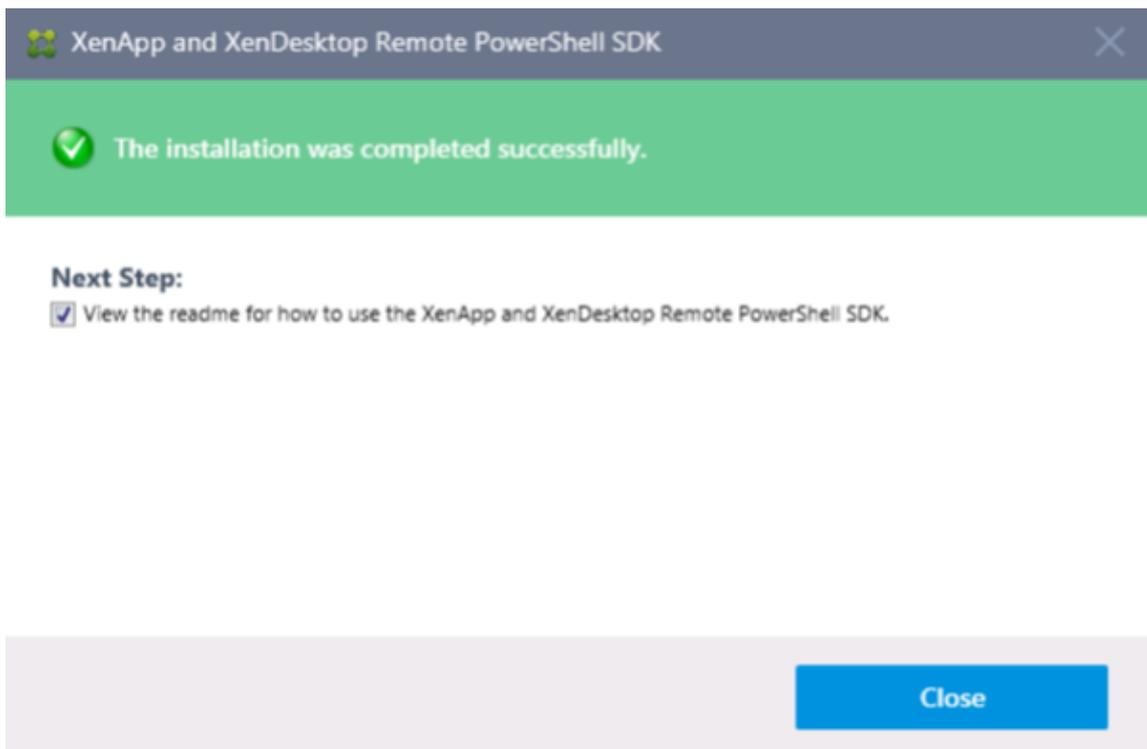 XenApp and XenDesktop Remote PowerShell SDK
The installation was completed successfully.
Next Step:
View the readme for how to use the XenApp and XenDesktop Remote PowerShell SDK.
Close